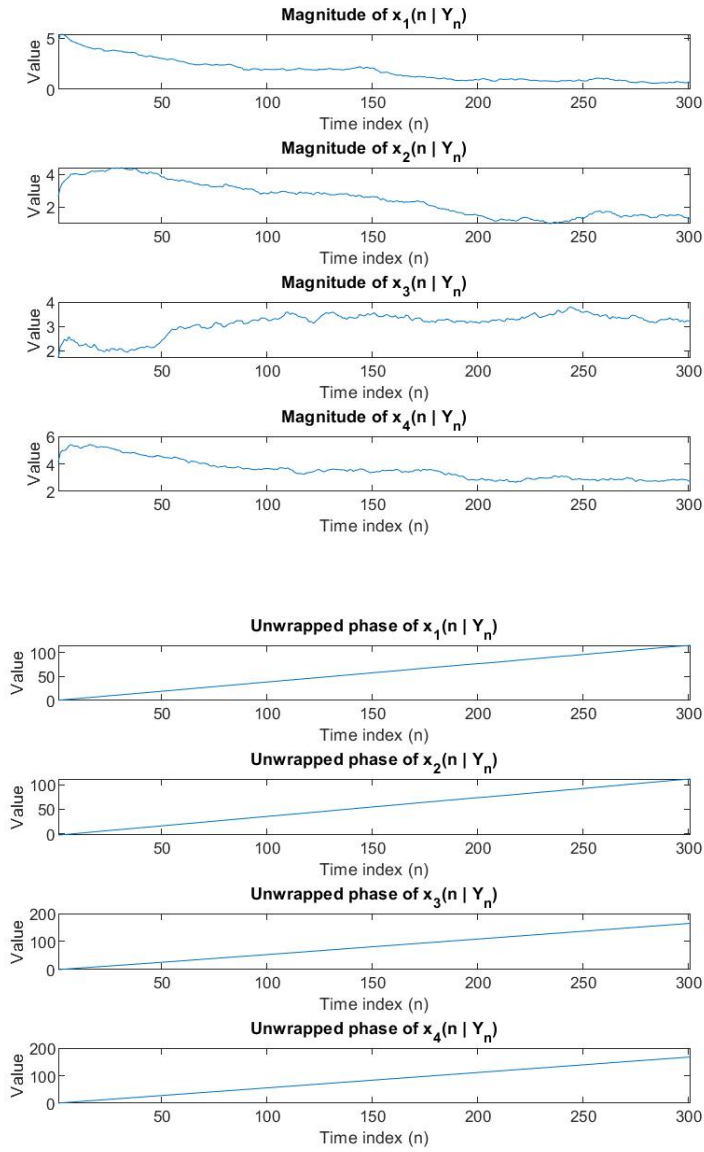 Magnitude of x1(n | Yn)
5
0
Value
50 100 150 200 250 300
Time index (n)
Magnitude of x2(n | Yn)
4
2
Value
50 100 150 200 250 300
Time index (n)
Magnitude of x3(n | Yn)
4
3
2
Value
50 100 150 200 250 300
Time index (n)
Magnitude of x4(n | Yn)
6
4
2
Value
50 100 150 200 250 300
Time index (n)
Unwrapped phase of x1(n | Yn)
100
50
0
Value
50 100 150 200 250 300
Time index (n)
Unwrapped phase of x2(n | Yn)
100
50
0
Value
50 100 150 200 250 300
Time index (n)
Unwrapped phase of x3(n | Yn)
200
100
0
Value
50 100 150 200 250 300
Time index (n)
Unwrapped phase of x4(n | Yn)
200
100
0
Value
50 100 150 200 250 300
Time index (n)